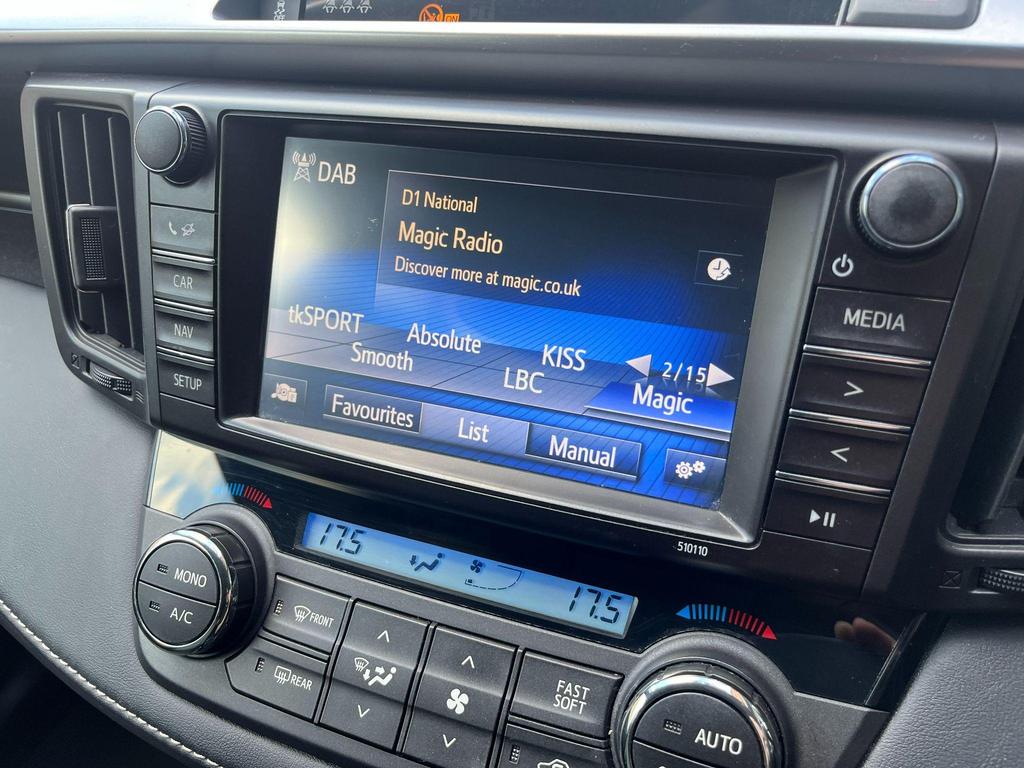 ON
DAB
D1 National
Magic Radio
Discover more at magic.co.uk
tkSPORT
Absolute
KISS
2/15
Smooth
LBC
Magic
Favourites
List
Manual
CAR
NAV
SETUP
MEDIA
>
<
510110
17.5
17.5
MONO
A/C
FRONT
REAR
FAST
SOFT
AUTO